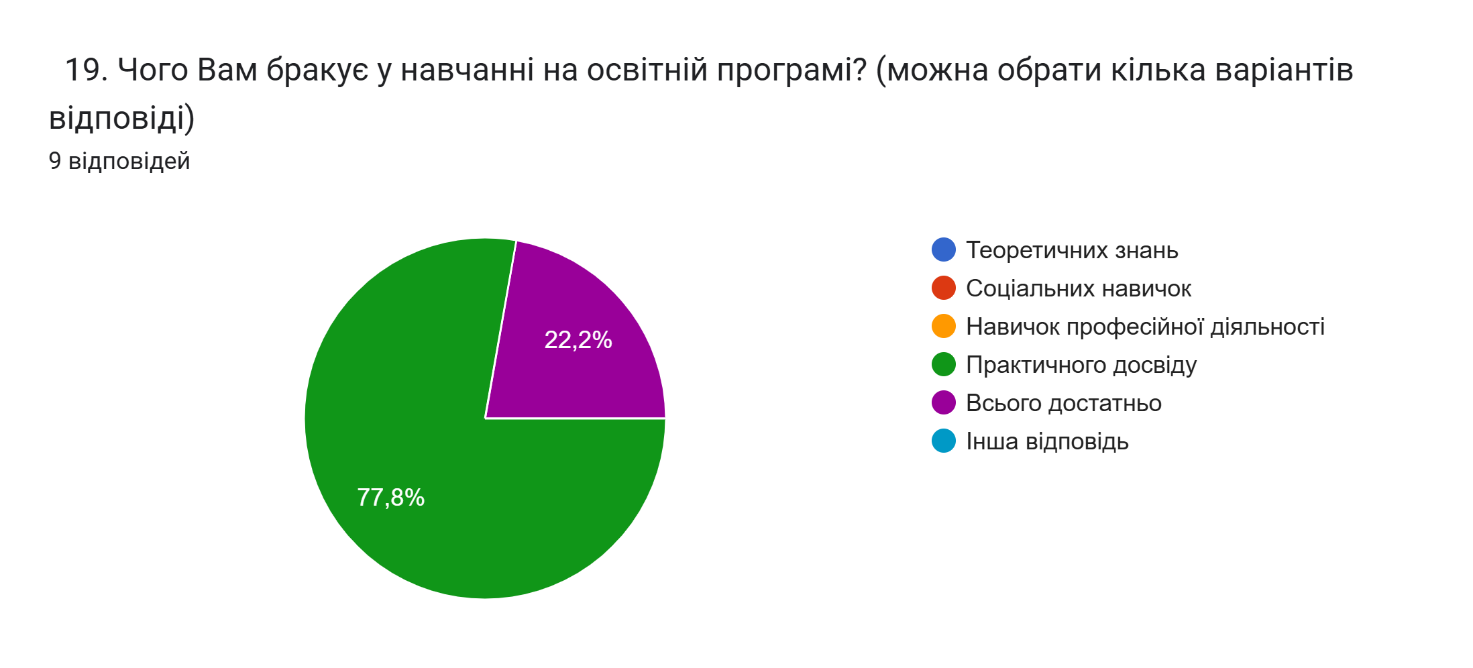 19. Чого Вам бракує у навчанні на освітній програмі? (можна обрати кілька варіантів
відповіді)
9 відповідей
Теоретичних знань
Соціальних навичок
Навичок професійної діяльності
Практичного досвіду
Всього достатньо
Інша відповідь
22,2%
77,8%